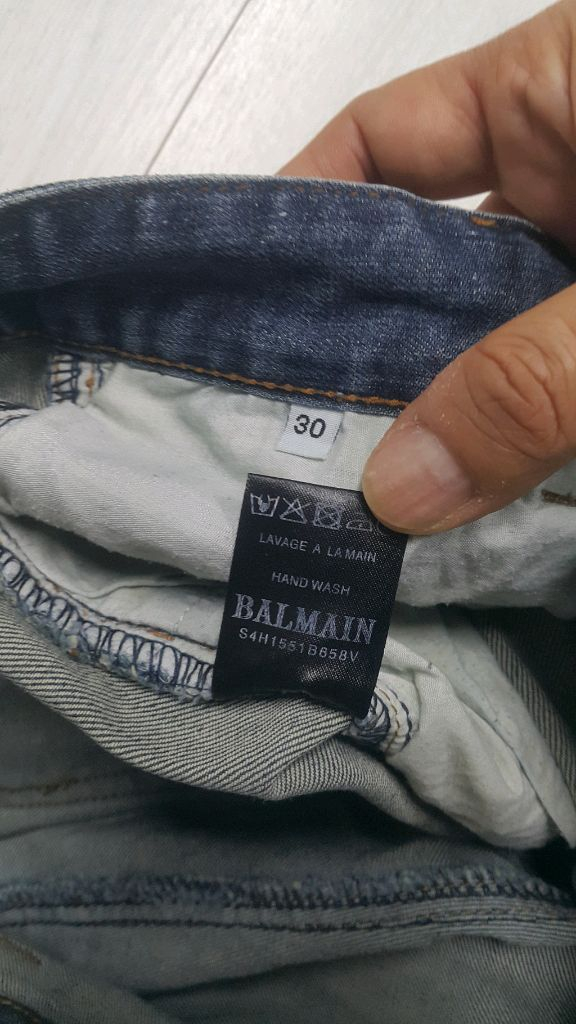 30
LAVAGE A LA MAIN
HAND WASH
BALMAIN
S4H1551B658V